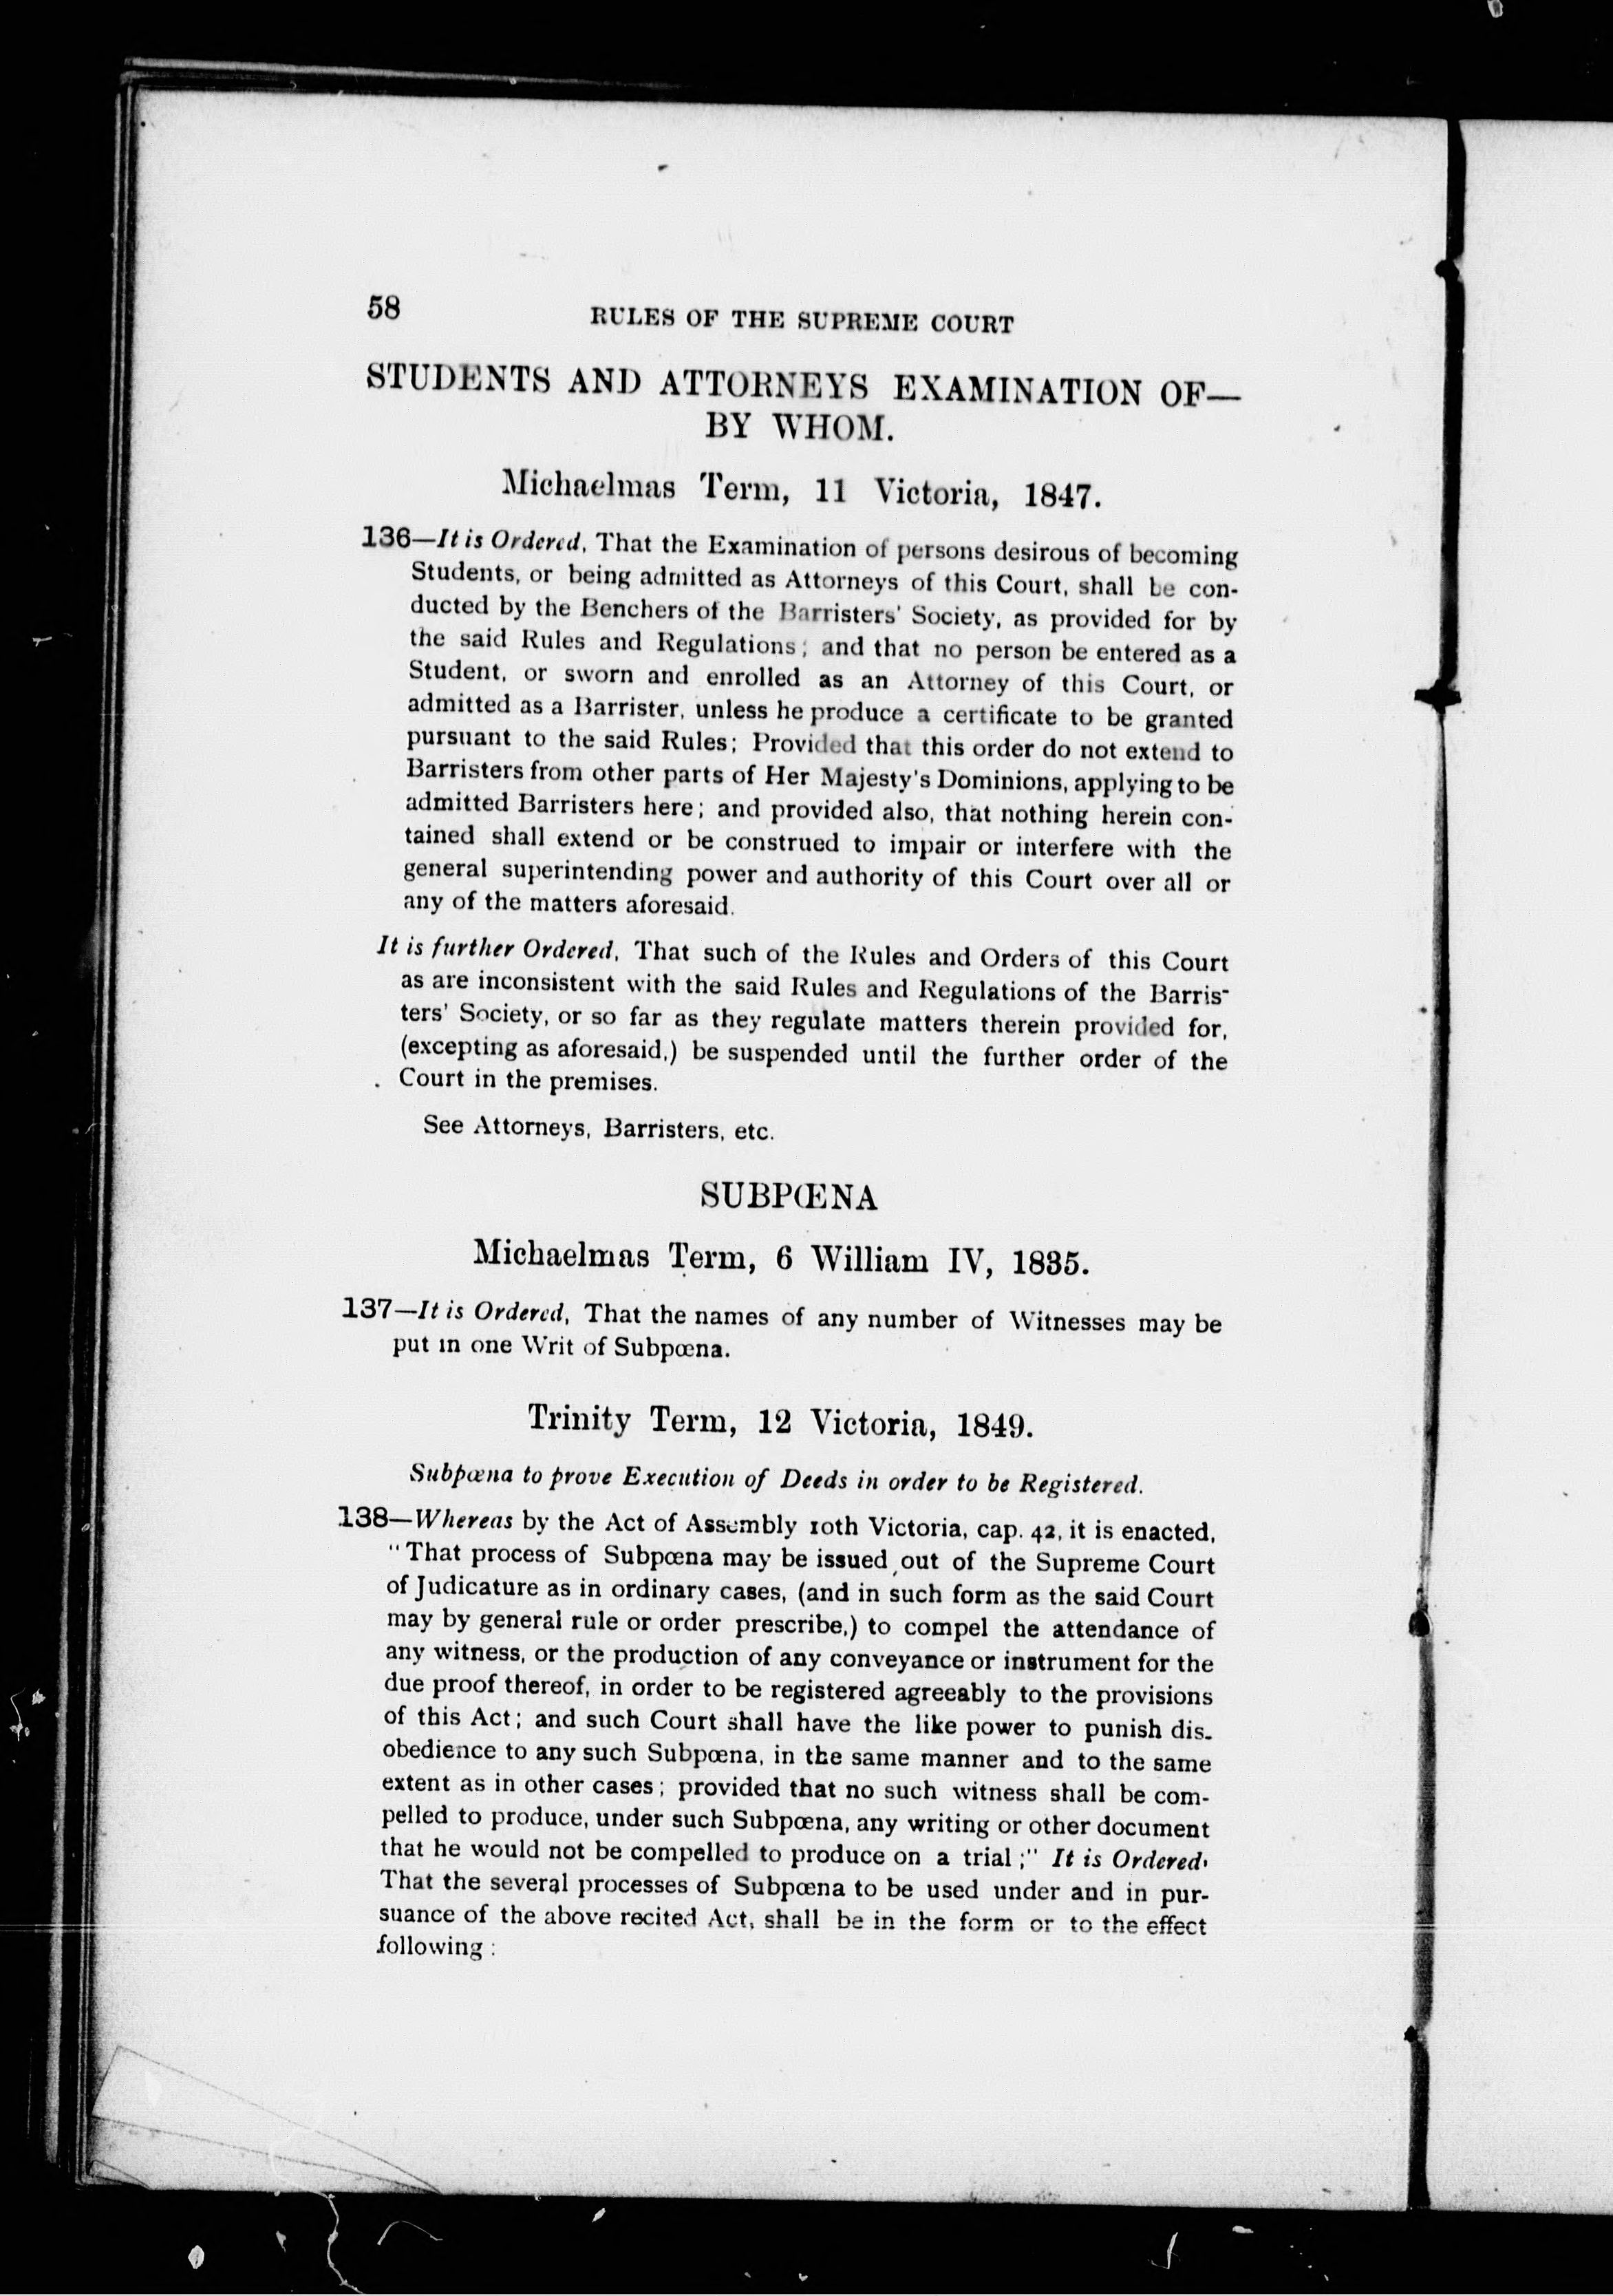 58
RULES OF THE SUPREME COURT
STUDENTS AND ATTORNEYS EXAMINATION OF—
BY WHOM.
Michaelmas Term, 11 Victoria, 1847.
136—It is Ordered, That the Examination of persons desirous of becoming
Students, or being admitted as Attorneys of this Court, shall be con-
ducted by the Benchers of the Barristers' Society, as provided for by
the said Rules and Regulations; and that no person be entered as a
Student, or sworn and enrolled as an Attorney of this Court, or
admitted as a Barrister, unless he produce a certificate to be granted
pursuant to the said Rules; Provided that this order do not extend to
Barristers from other parts of Her Majesty's Dominions, applying to be
admitted Barristers here; and provided also, that nothing herein con-
tained shall extend or be construed to impair or interfere with the
general superintending power and authority of this Court over all or
any of the matters aforesaid.
It is further Ordered, That such of the Rules and Orders of this Court
as are inconsistent with the said Rules and Regulations of the Barris-
ters' Society, or so far as they regulate matters therein provided for,
(excepting as aforesaid,) be suspended until the further order of the
Court in the premises.
See Attorneys, Barristers, etc.
SUBPŒNA
Michaelmas Term, 6 William IV, 1835.
137—It is Ordered, That the names of any number of Witnesses may be
put in one Writ of Subpœna.
Trinity Term, 12 Victoria, 1849.
Subpœna to prove Execution of Deeds in order to be Registered.
138—Whereas by the Act of Assembly 10th Victoria, cap. 42, it is enacted,
"That process of Subpœna may be issued out of the Supreme Court
of Judicature as in ordinary cases, (and in such form as the said Court
may by general rule or order prescribe,) to compel the attendance of
any witness, or the production of any conveyance or instrument for the
due proof thereof, in order to be registered agreeably to the provisions
of this Act; and such Court shall have the like power to punish dis-
obedience to any such Subpœna, in the same manner and to the same
extent as in other cases; provided that no such witness shall be com-
pelled to produce, under such Subpœna, any writing or other document
that he would not be compelled to produce on a trial;" It is Ordered,
That the several processes of Subpœna to be used under and in pur-
suance of the above recited Act, shall be in the form or to the effect
following: